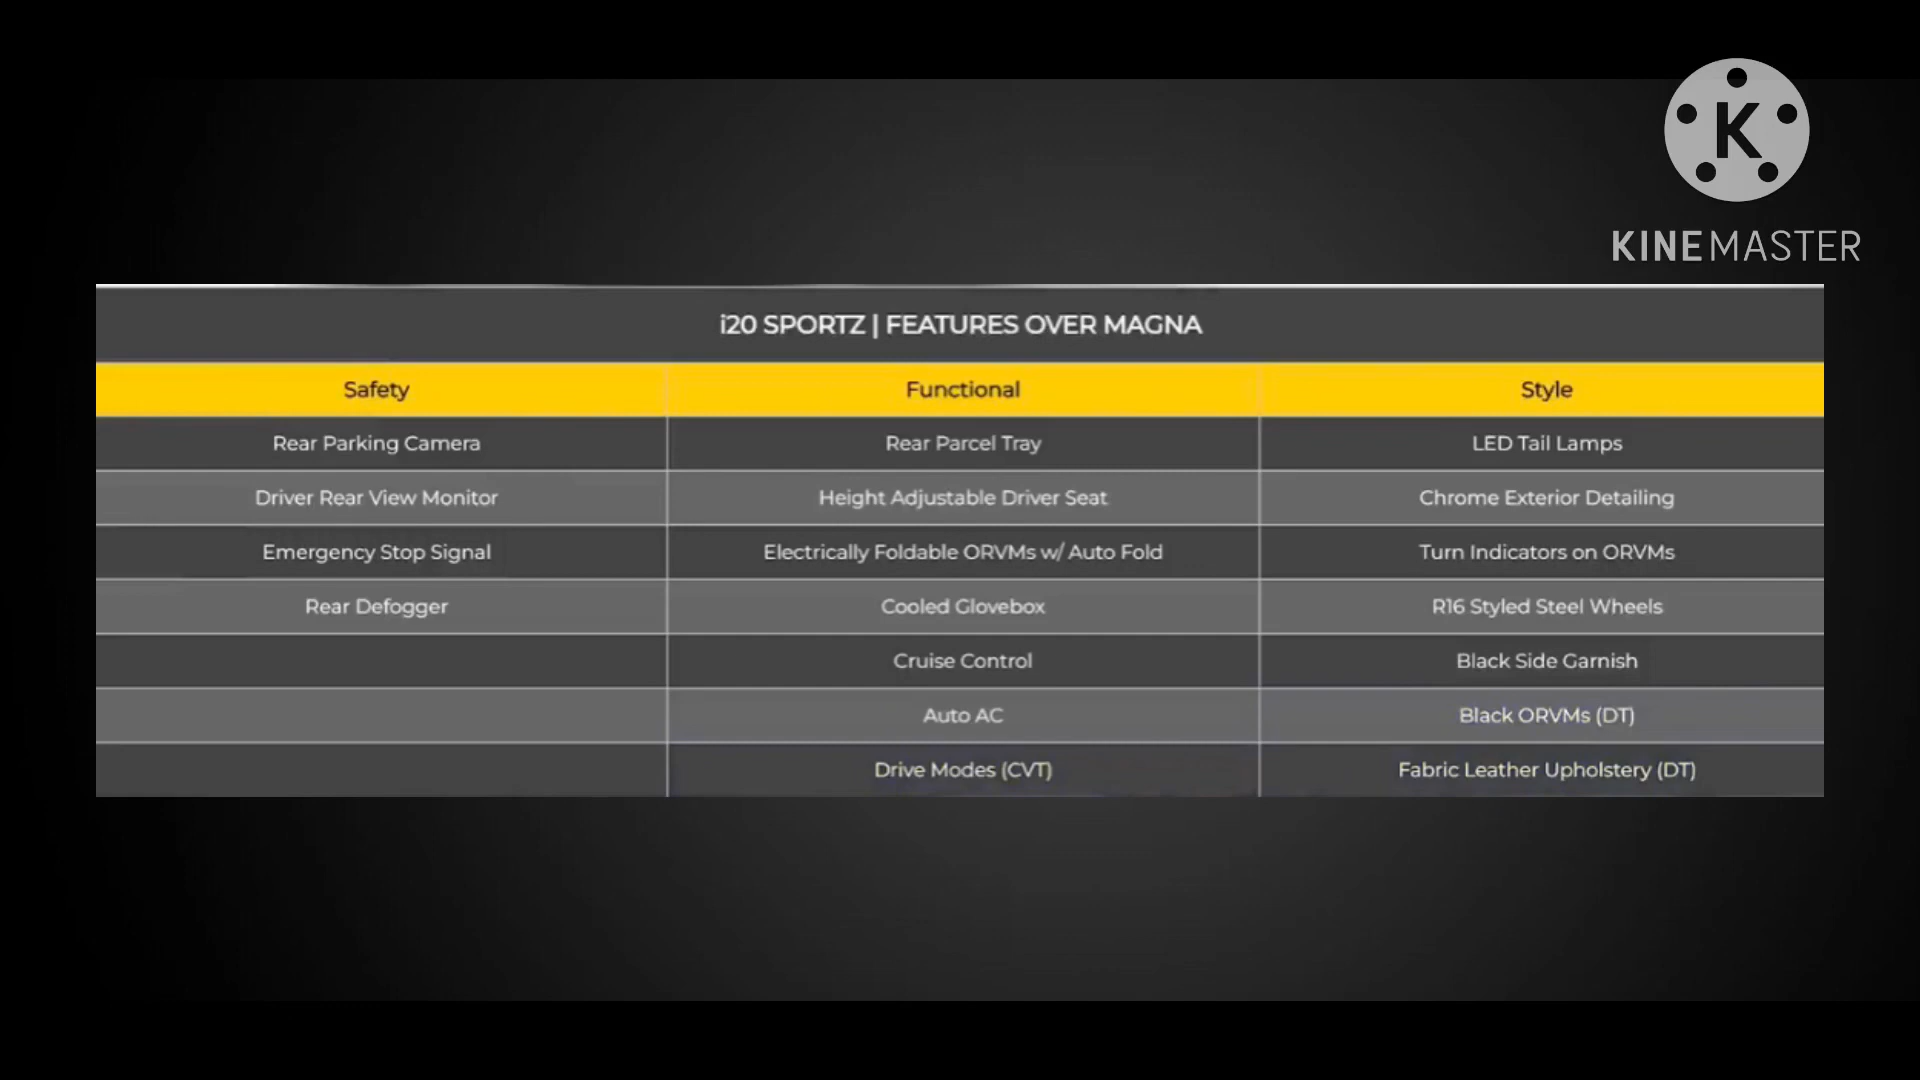 K
KINEMASTER
i20 SPORTZ | FEATURES OVER MAGNA
Safety Functional Style
Rear Parking Camera Rear Parcel Tray LED Tail Lamps
Driver Rear View Monitor Height Adjustable Driver Seat Chrome Exterior Detailing
Emergency Stop Signal Electrically Foldable ORVMs w/ Auto Fold Turn Indicators on ORVMs
Rear Defogger Cooled Glovebox R16 Styled Steel Wheels
Cruise Control Black Side Garnish
Auto AC Black ORVMs (DT)
Drive Modes (CVT) Fabric Leather Upholstery (DT)